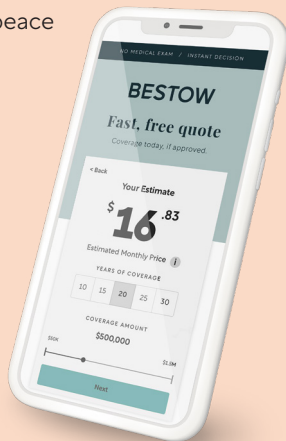 peace
NO MEDICAL EXAM / INSTANT DECISION
BESTOW
Fast, free quote
Coverage today, if approved.
< Back
Your Estimate
$16.83
Estimated Monthly Price i
YEARS OF COVERAGE
10 15 20 25 30
COVERAGE AMOUNT
$500,000
$50K $1.5M
Next